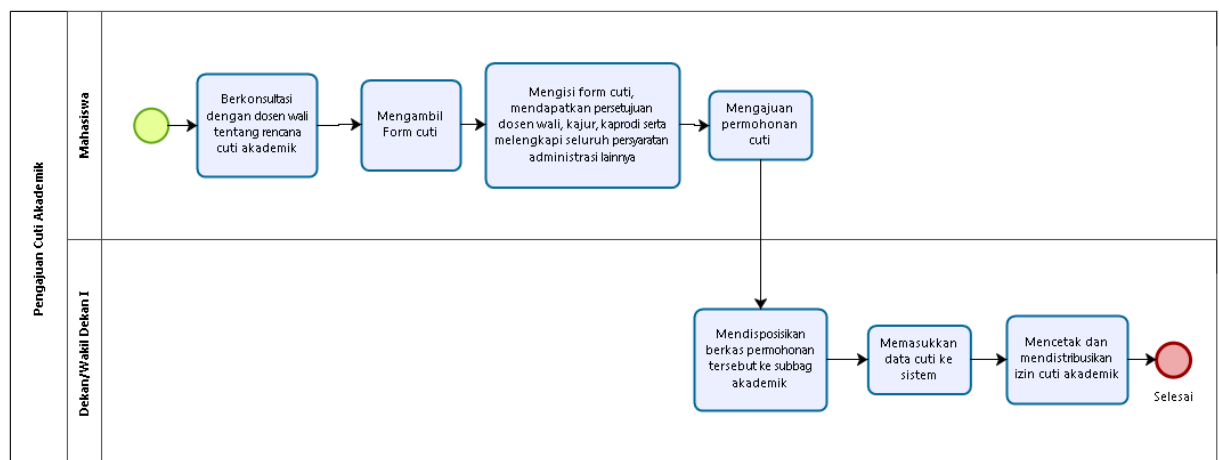 Pengajuan Cuti Akademik
Mahasiswa
Berkonsultasi
dengan dosen wali
tentang rencana
cuti akademik
Mengambil
Form cuti
Mengisi form cuti,
mendapatkan persetujuan
dosen wali, kajur, kaprodi serta
melengkapi seluruh persyaratan
administrasi lainnya
Mengajuan
permohonan
cuti
Dekan/Wakil Dekan I
Mendisposisikan
berkas permohonan
tersebut ke subbag
akademik
Memasukkan
data cuti ke
sistem
Mencetak dan
mendistribusikan
izin cuti akademik
Selesai